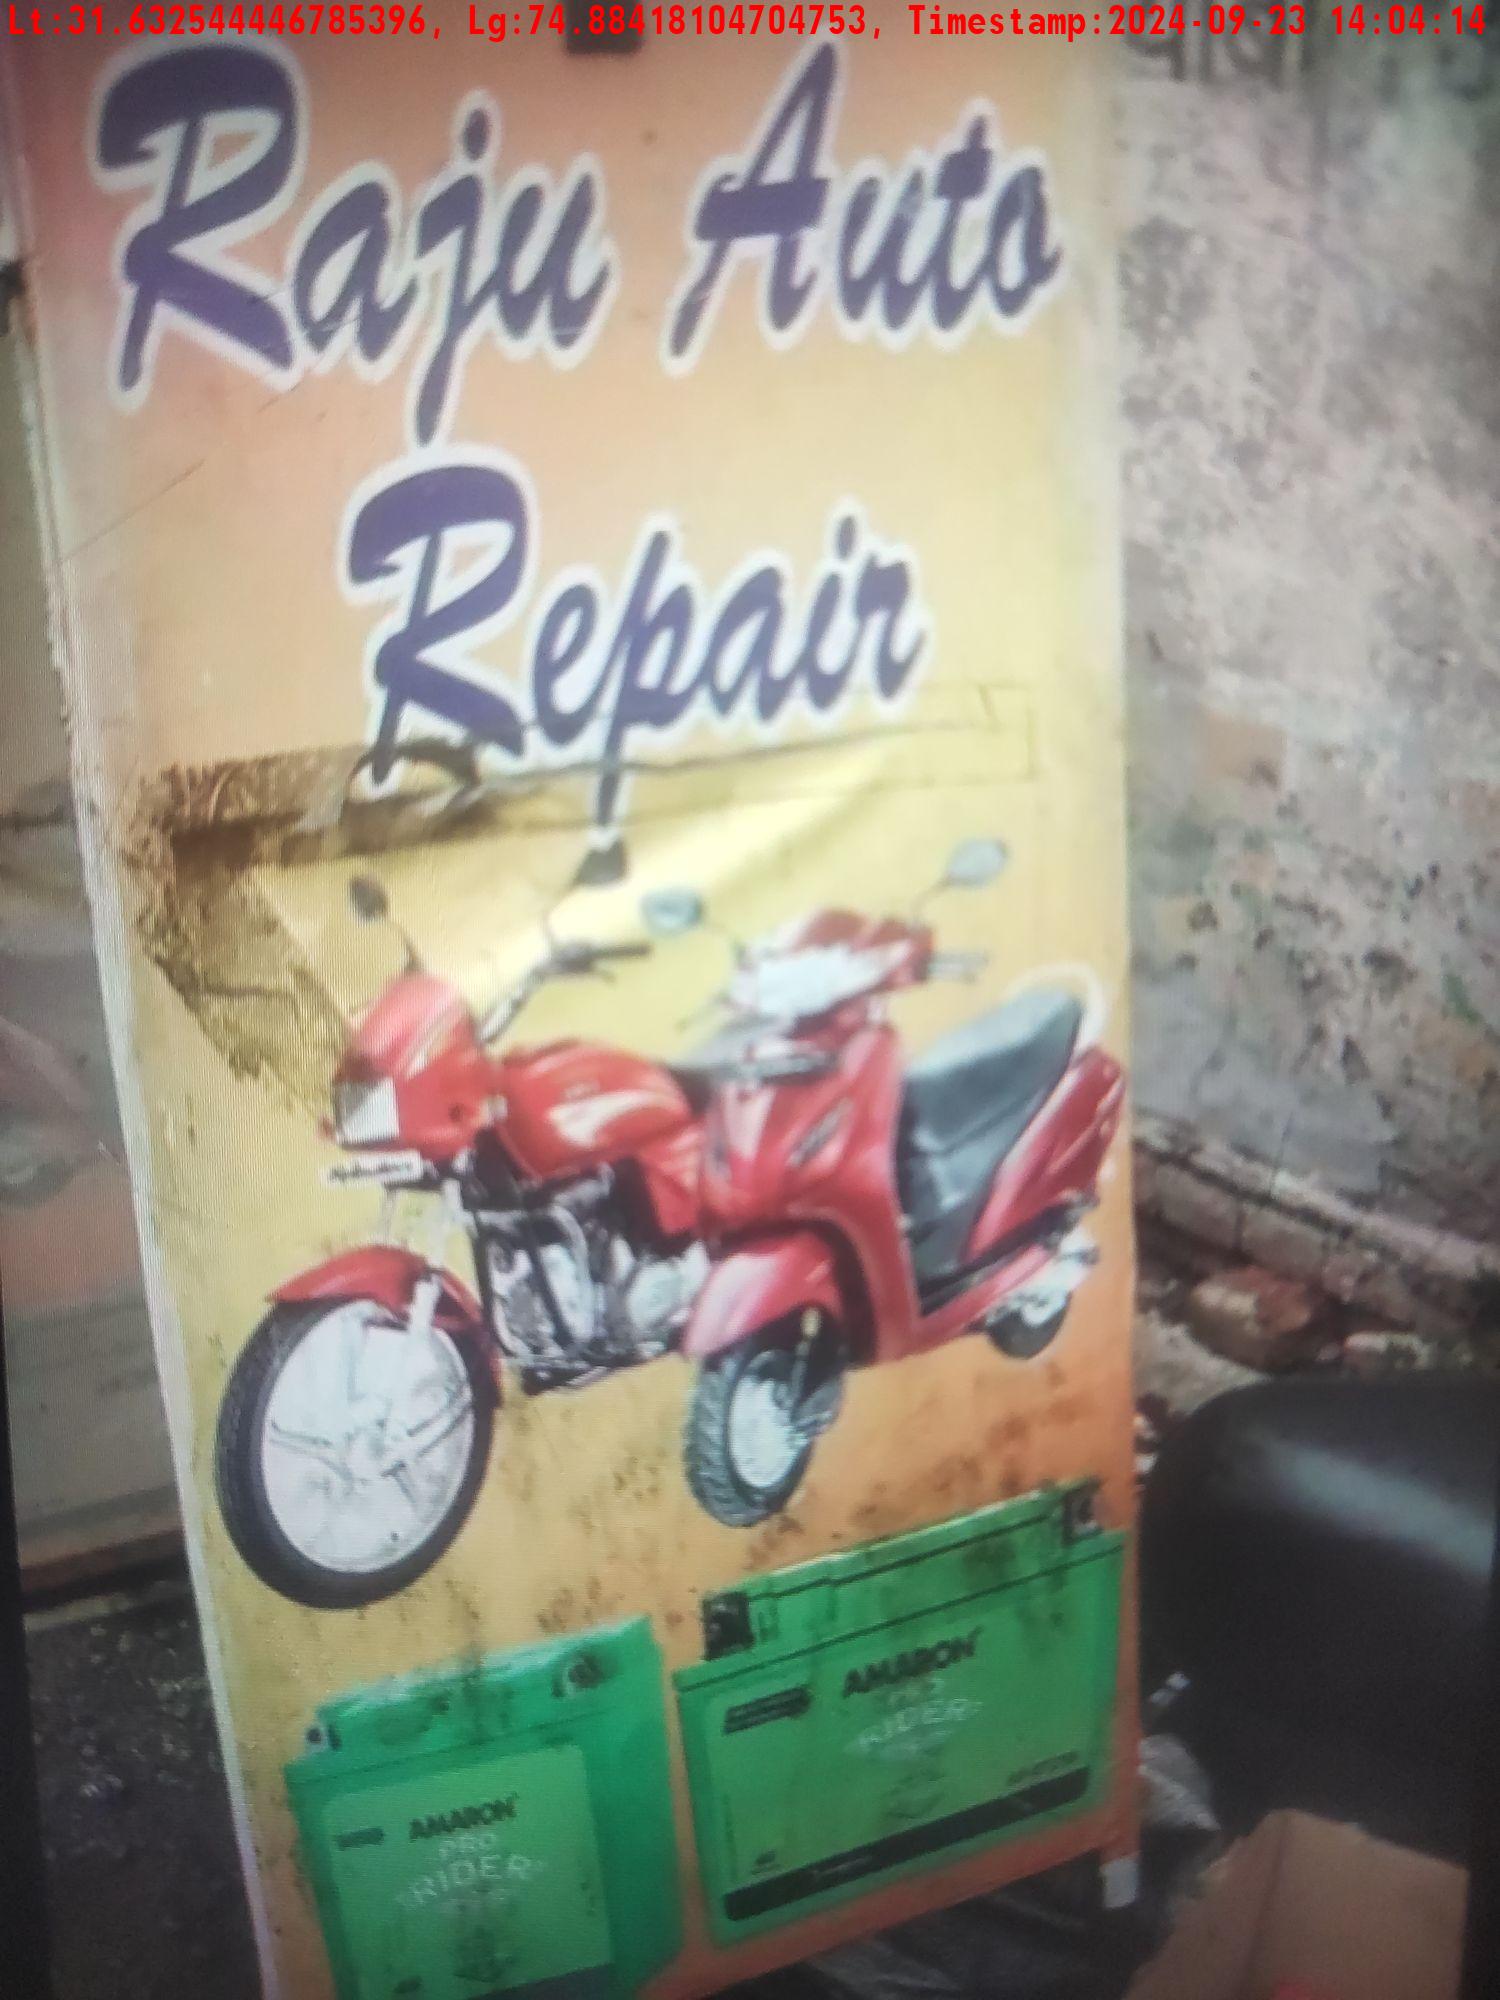 Lt:31.632544446785396, Lg:74.88418104704753, Timestamp:2024-09-23 14:04:14
Raju Auto
Repair
AMARON
PRO
RIDER
AMARON
PRO
RIDER